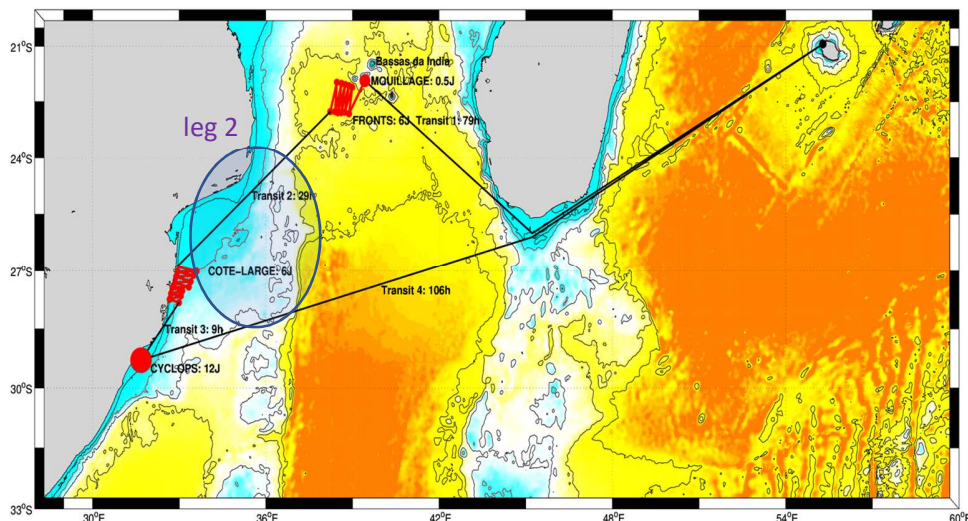 21°S
Bassas da India
MOUILLAGE: 0.5J
FRONTS: 6J Transit 1: 79h
leg 2
24°S
Transit 2: 29h
27°S
COTE-LARGE: 6J
Transit 4: 106h
Transit 3: 9h
CYCLOPS: 12J
30°S
33°S
30°E 36°E 42°E 48°E 54°E 60°E